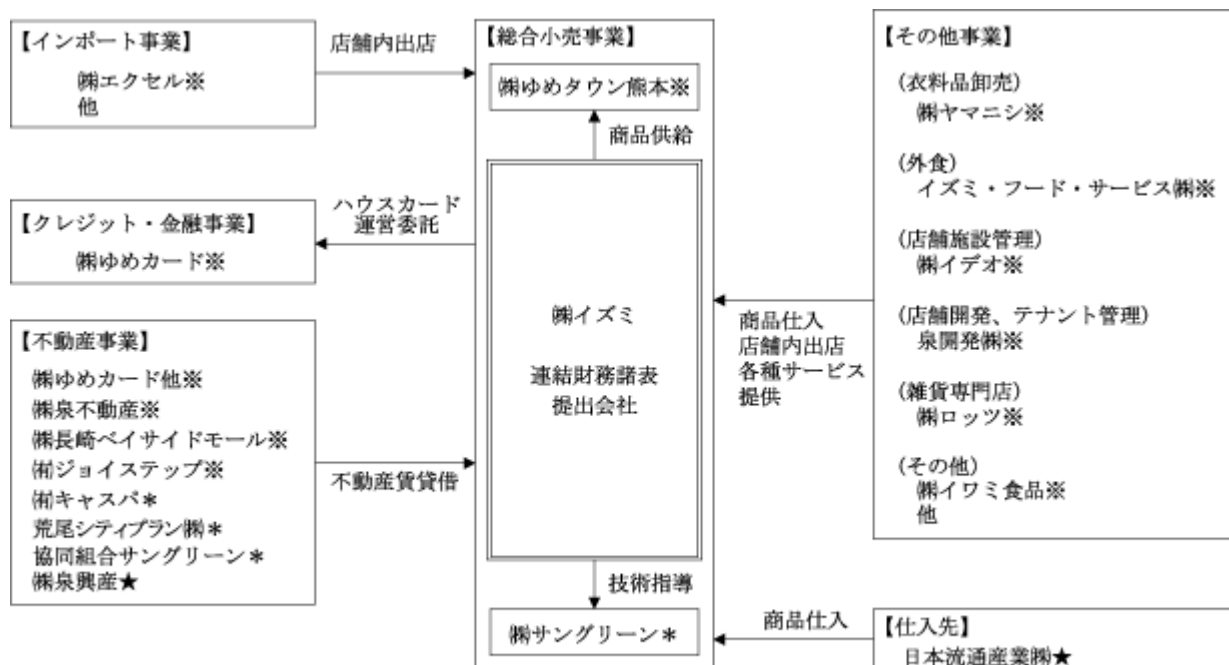 【インポート事業】
㈱エクセル※
他
店舗内出店
【クレジット・金融事業】
㈱ゆめカード※
ハウスカード
運営委託
【不動産事業】
㈱ゆめカード他※
㈱泉不動産※
㈱長崎ベイサイドモール※
㈲ジョイステップ※
㈲キャスパ＊
荒尾シティプラン㈱＊
協同組合サングリーン＊
㈱泉興産★
不動産賃貸借
【総合小売事業】
㈱ゆめタウン熊本※
商品供給
㈱イズミ
連結財務諸表
提出会社
技術指導
㈱サングリーン＊
商品仕入
店舗内出店
各種サービス
提供
商品仕入
【その他事業】
(衣料品卸売)
㈱ヤマニシ※
(外食)
イズミ・フード・サービス㈱※
(店舗施設管理)
㈱イデオ※
(店舗開発、テナント管理)
泉開発㈱※
(雑貨専門店)
㈱ロッツ※
(その他)
㈱イワミ食品※
他
【仕入先】
日本流通産業㈱★